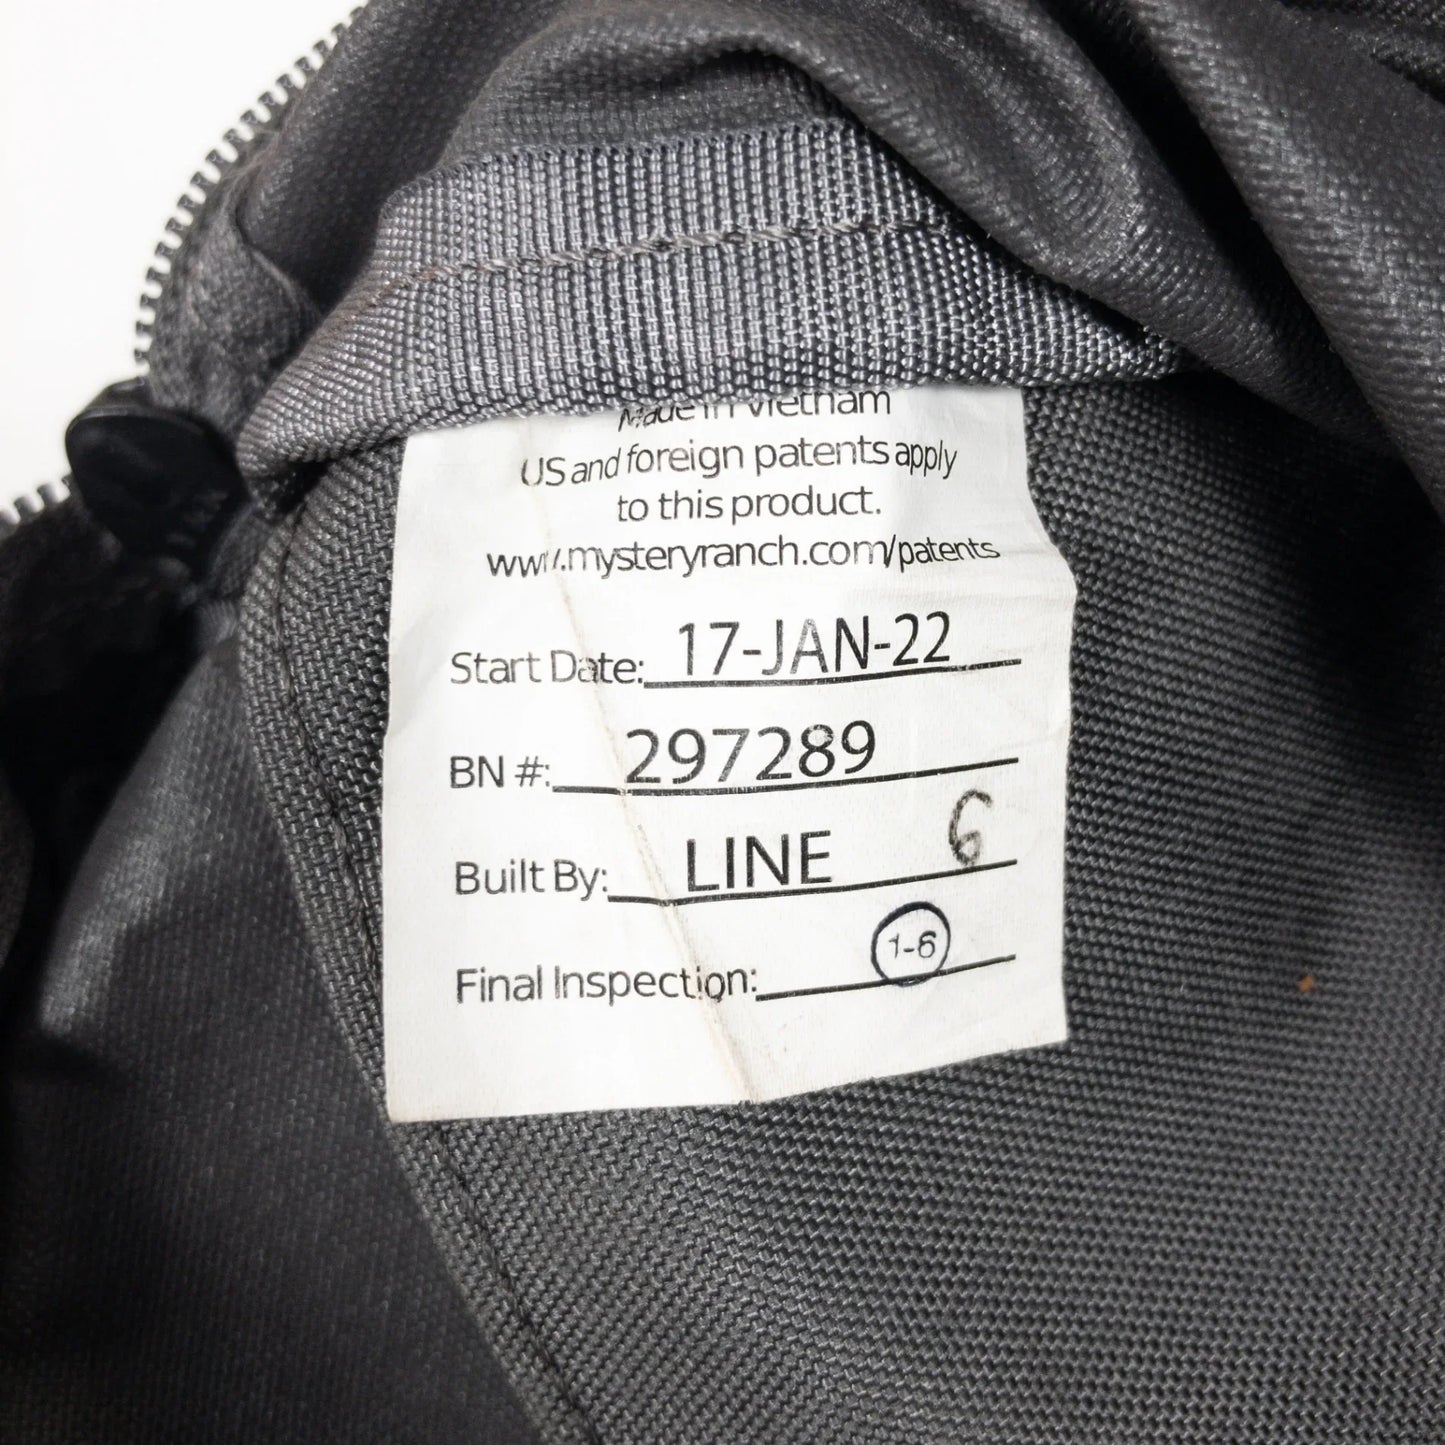 Made in Vietnam
US and foreign patents apply
to this product.
www.mysteryranch.com/patents
Start Date: 17-JAN-22
BN #: 297289
Built By: LINE 6
Final Inspection: 1-6